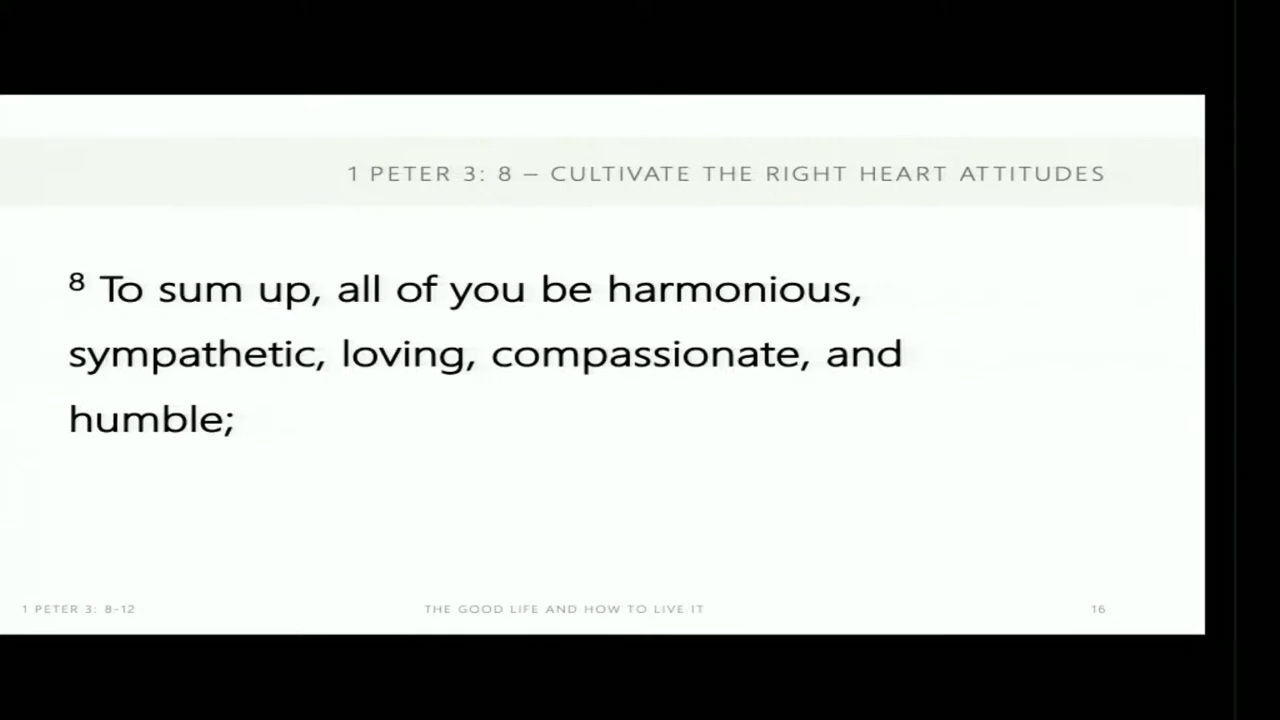 1 PETER 3: 8 – CULTIVATE THE RIGHT HEART ATTITUDES
⁸ To sum up, all of you be harmonious,
sympathetic, loving, compassionate, and
humble;
1 PETER 3: 8-12
THE GOOD LIFE AND HOW TO LIVE IT
16